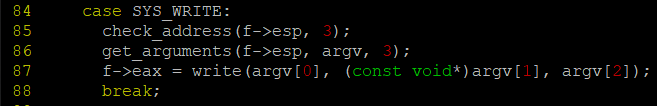 84 case SYS_WRITE:
85 check_address(f->esp, 3);
86 get_arguments(f->esp, argv, 3);
87 f->eax = write(argv[0], (const void*)argv[1], argv[2]);
88 break;